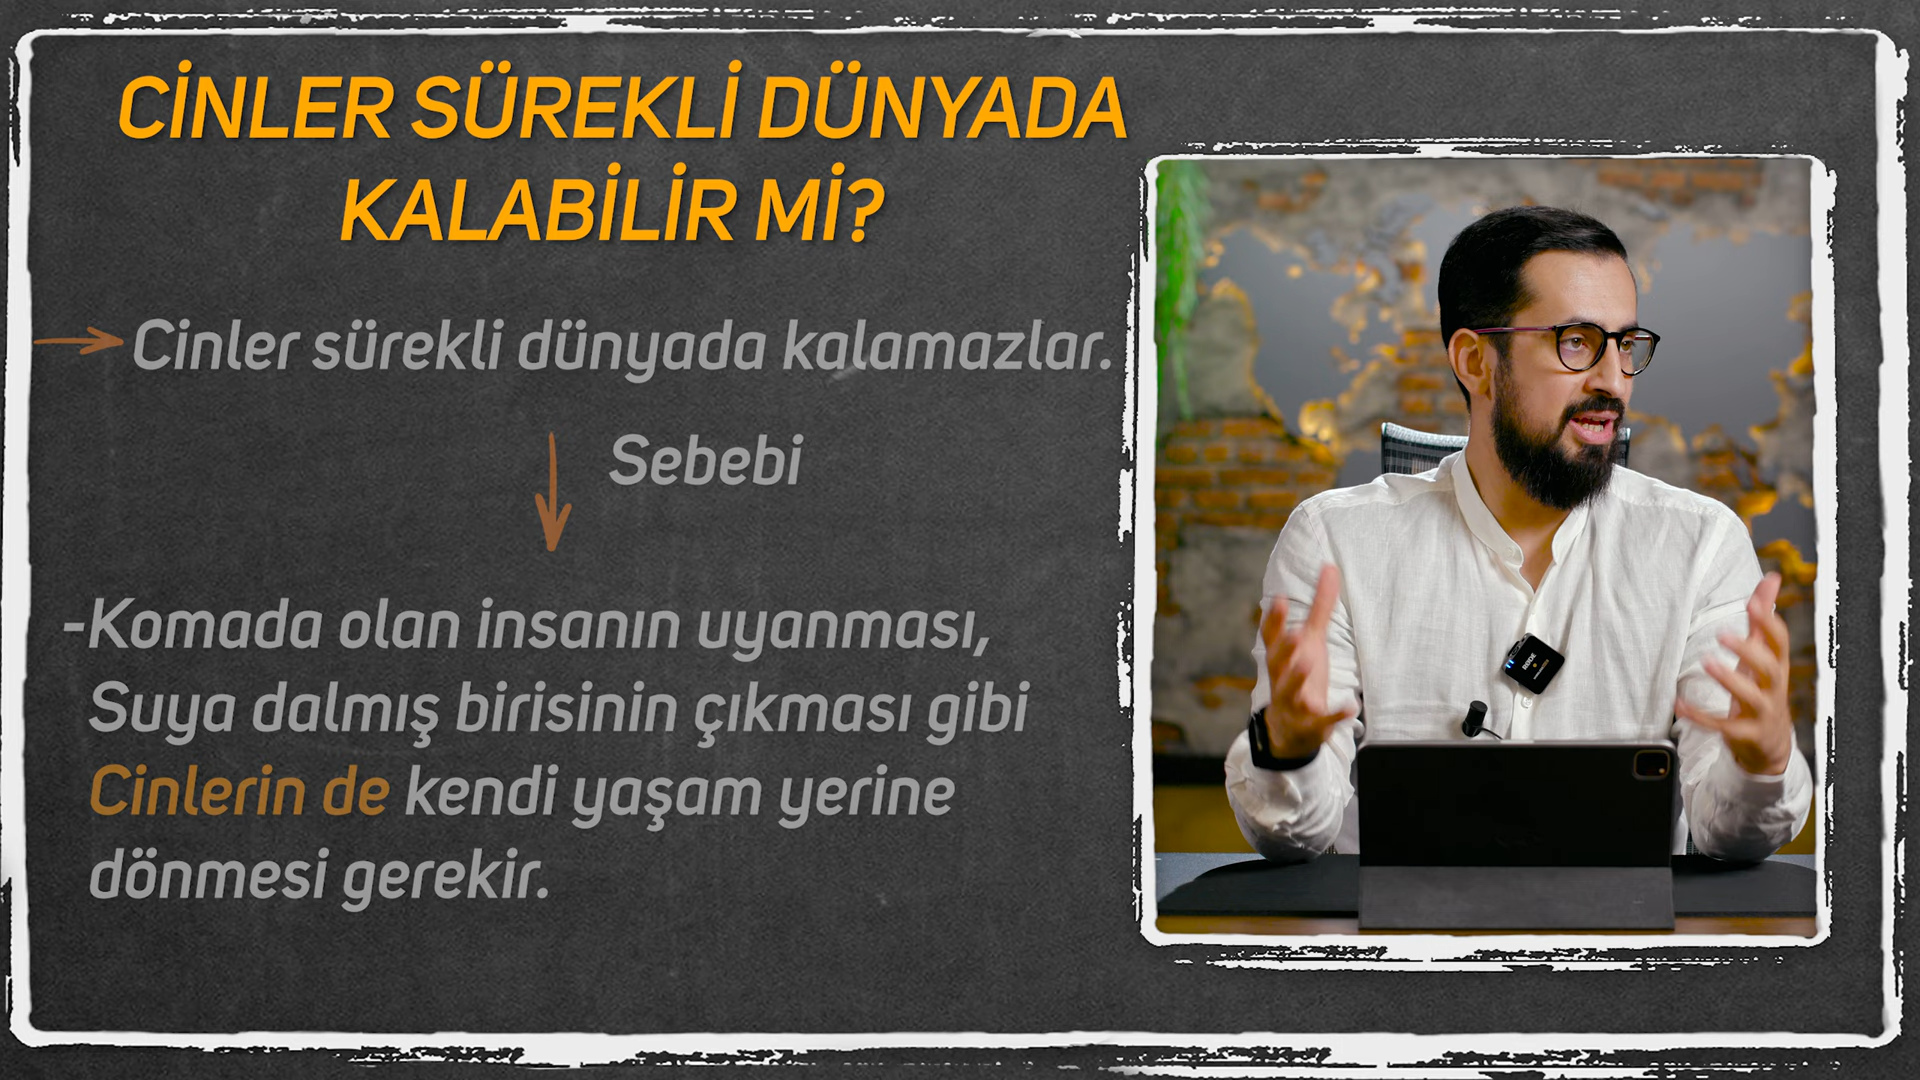 CİNLER SÜREKLİ DÜNYADA
KALABİLİR Mİ?
Cinler sürekli dünyada kalamazlar.
Sebebi
-Komada olan insanın uyanması,
Suya dalmış birisinin çıkması gibi
Cinlerin de kendi yaşam yerine
dönmesi gerekir.